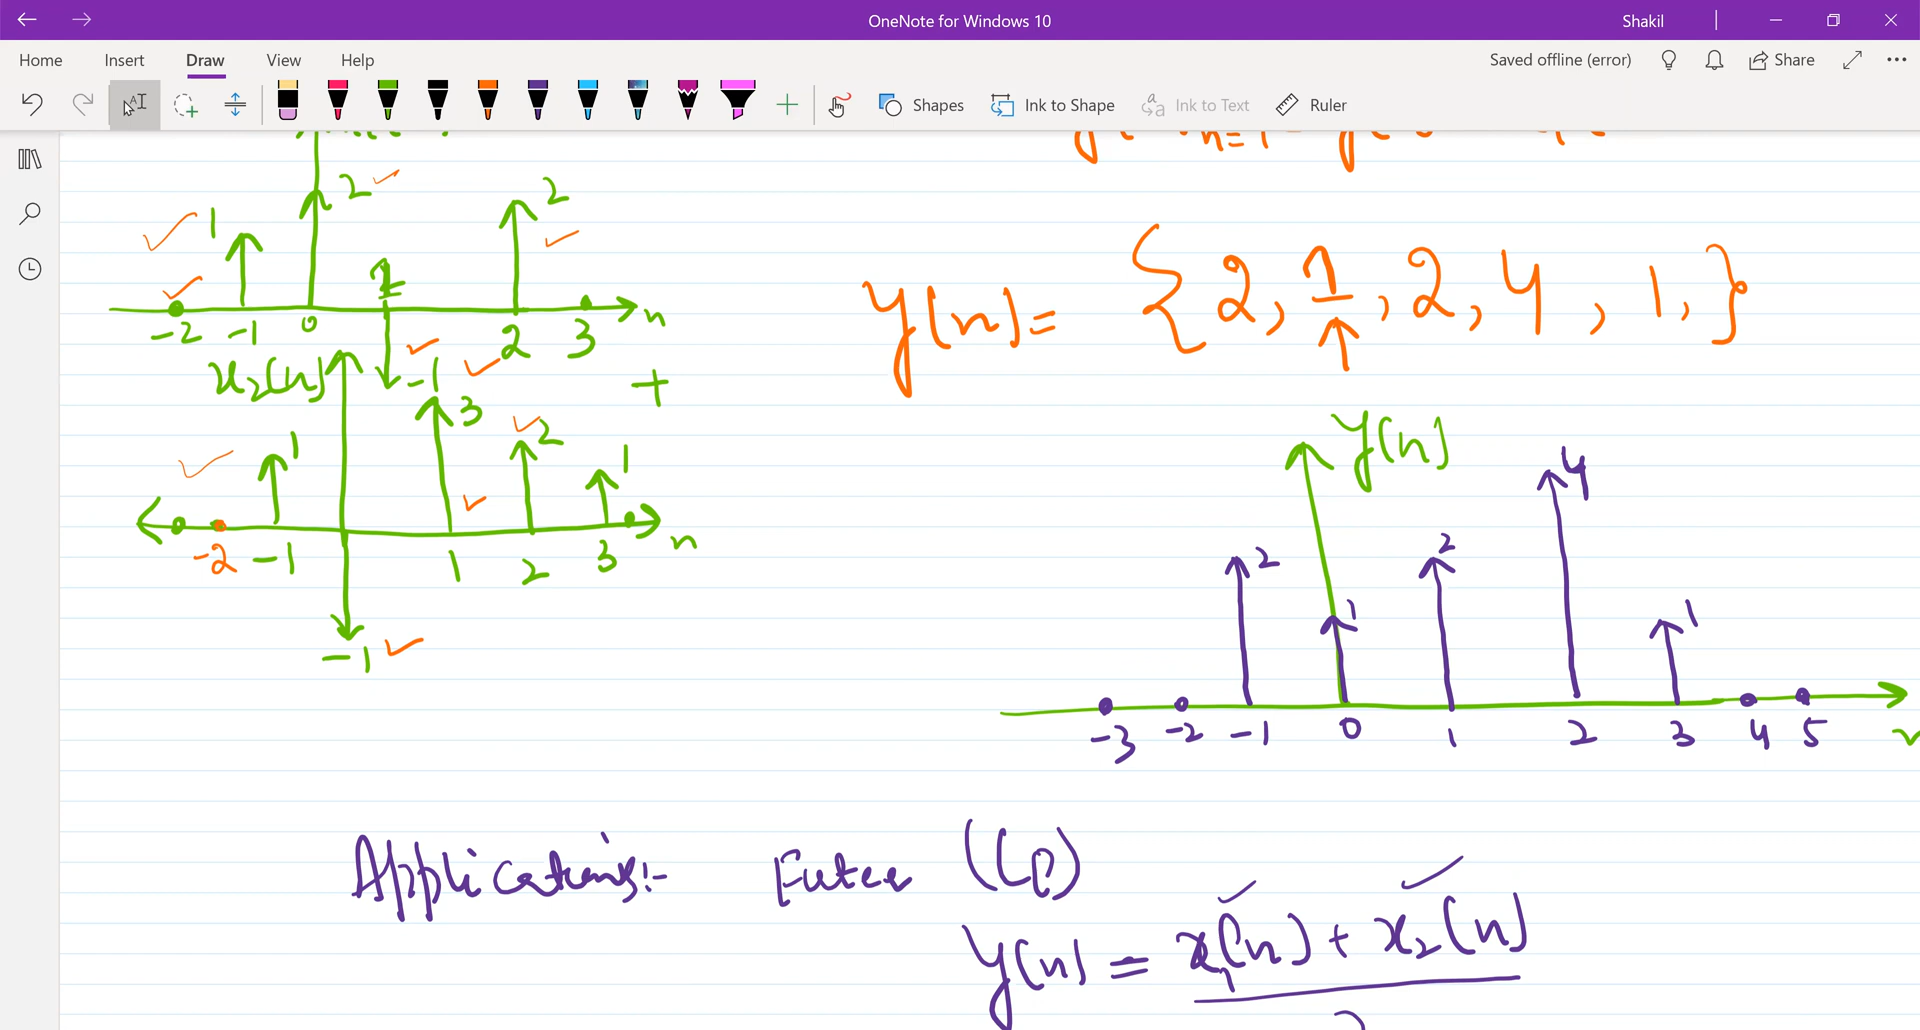 OneNote for Windows 10
Shakil
Home Insert Draw View Help
Saved offline (error) Share
Shapes Ink to Shape Ink to Text Ruler
1 2 2
-2 -1 0 1 2 3 n
-1
x2(n) +
1 3 2 1
-2 -1 1 2 3 n
-1
n=1
y(n)= {2, 1, 2, 4, 1, }
↑
y(n)
2 1 2 4 1
-3 -2 -1 0 1 2 3 4 5
Applications:- (LP)
y(n) = x1(n) + x2(n)